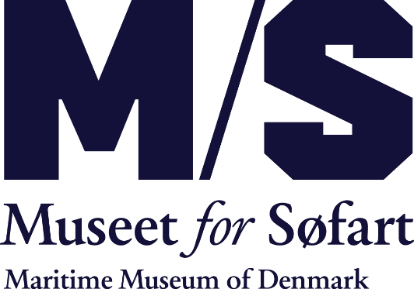 M/S
Museet for Søfart
Maritime Museum of Denmark